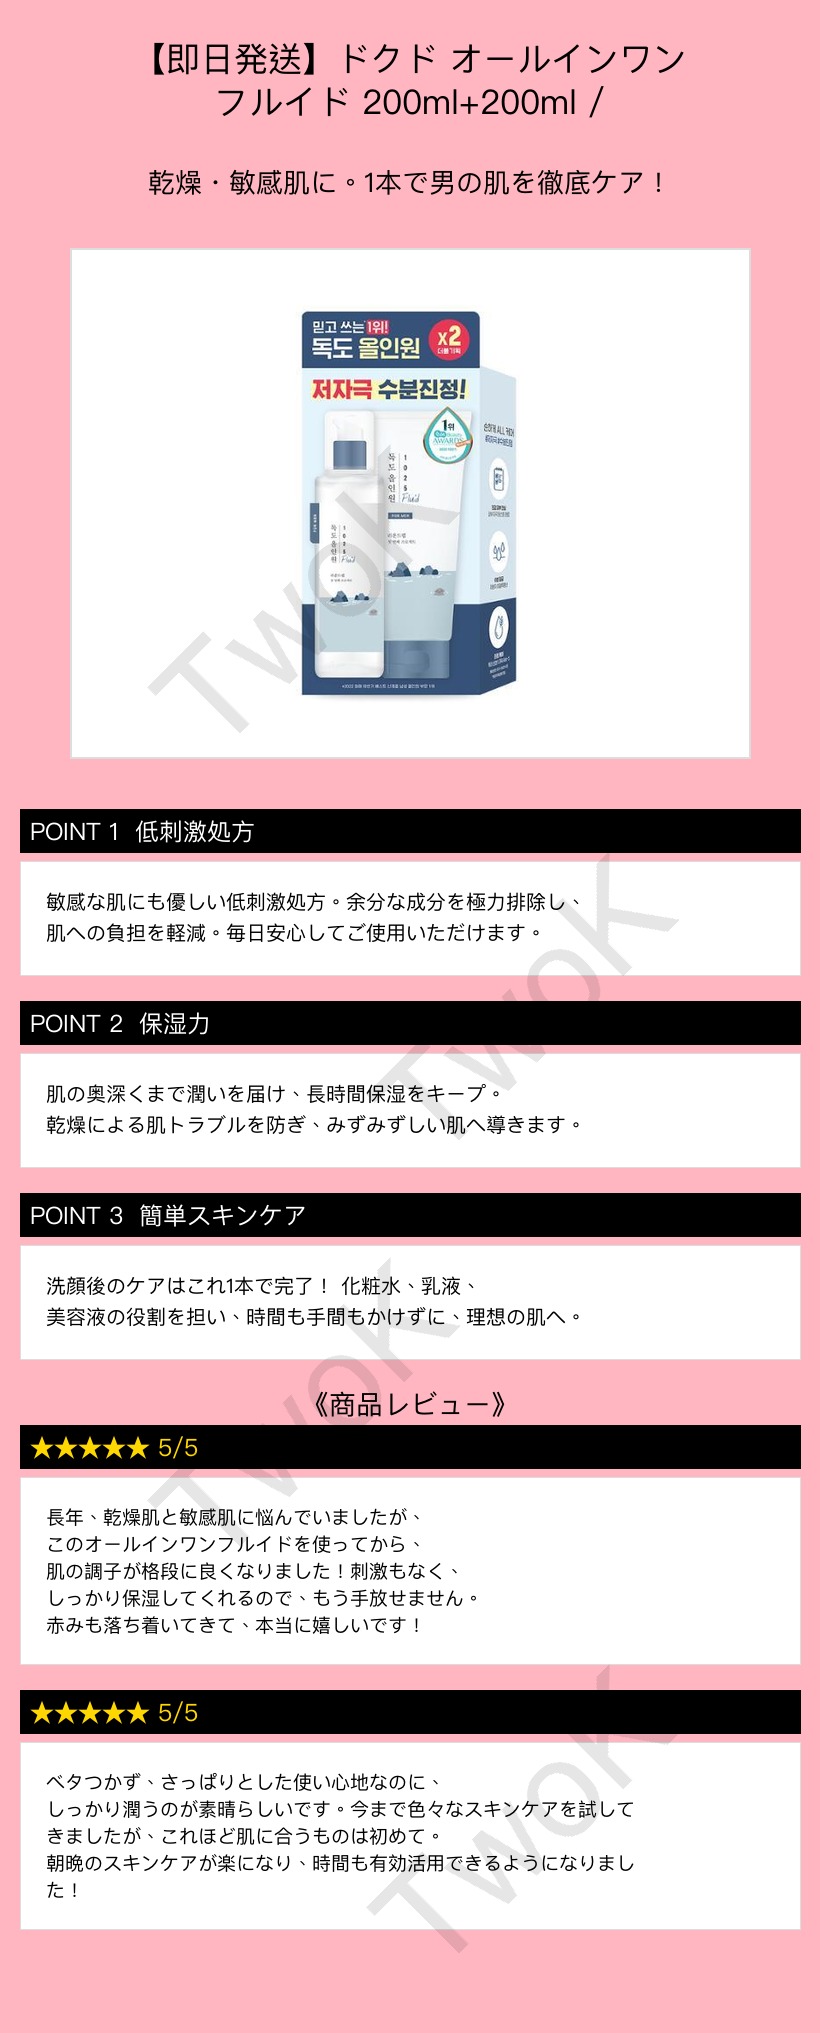 【即日発送】ドクド オールインワン
フルイド 200ml+200ml /
乾燥・敏感肌に。1本で男の肌を徹底ケア！
믿고 쓰는 1위!
독도 올인원
x2
더블기획
저자극 수분진정!
1위
AWARDS
독도올인원
1025
Fluid
FOR MEN
독도올인원
1025
Fluid
TwoK
POINT 1 低刺激処方
敏感な肌にも優しい低刺激処方。余分な成分を極力排除し、
肌への負担を軽減。毎日安心してご使用いただけます。
TwoK
POINT 2 保湿力
肌の奥深くまで潤いを届け、長時間保湿をキープ。
乾燥による肌トラブルを防ぎ、みずみずしい肌へ導きます。
POINT 3 簡単スキンケア
洗顔後のケアはこれ1本で完了！ 化粧水、乳液、
美容液の役割を担い、時間も手間もかけずに、理想の肌へ。
TwoK
《商品レビュー》
★★★★★ 5/5
長年、乾燥肌と敏感肌に悩んでいましたが、
このオールインワンフルイドを使ってから、
肌の調子が格段に良くなりました！刺激もなく、
しっかり保湿してくれるので、もう手放せません。
赤みも落ち着いてきて、本当に嬉しいです！
★★★★★ 5/5
ベタつかず、さっぱりとした使い心地なのに、
しっかり潤うのが素晴らしいです。今まで色々なスキンケアを試して
きましたが、これほど肌に合うものは初めて。
朝晩のスキンケアが楽になり、時間も有効活用できるようになりまし
た！
TwoK